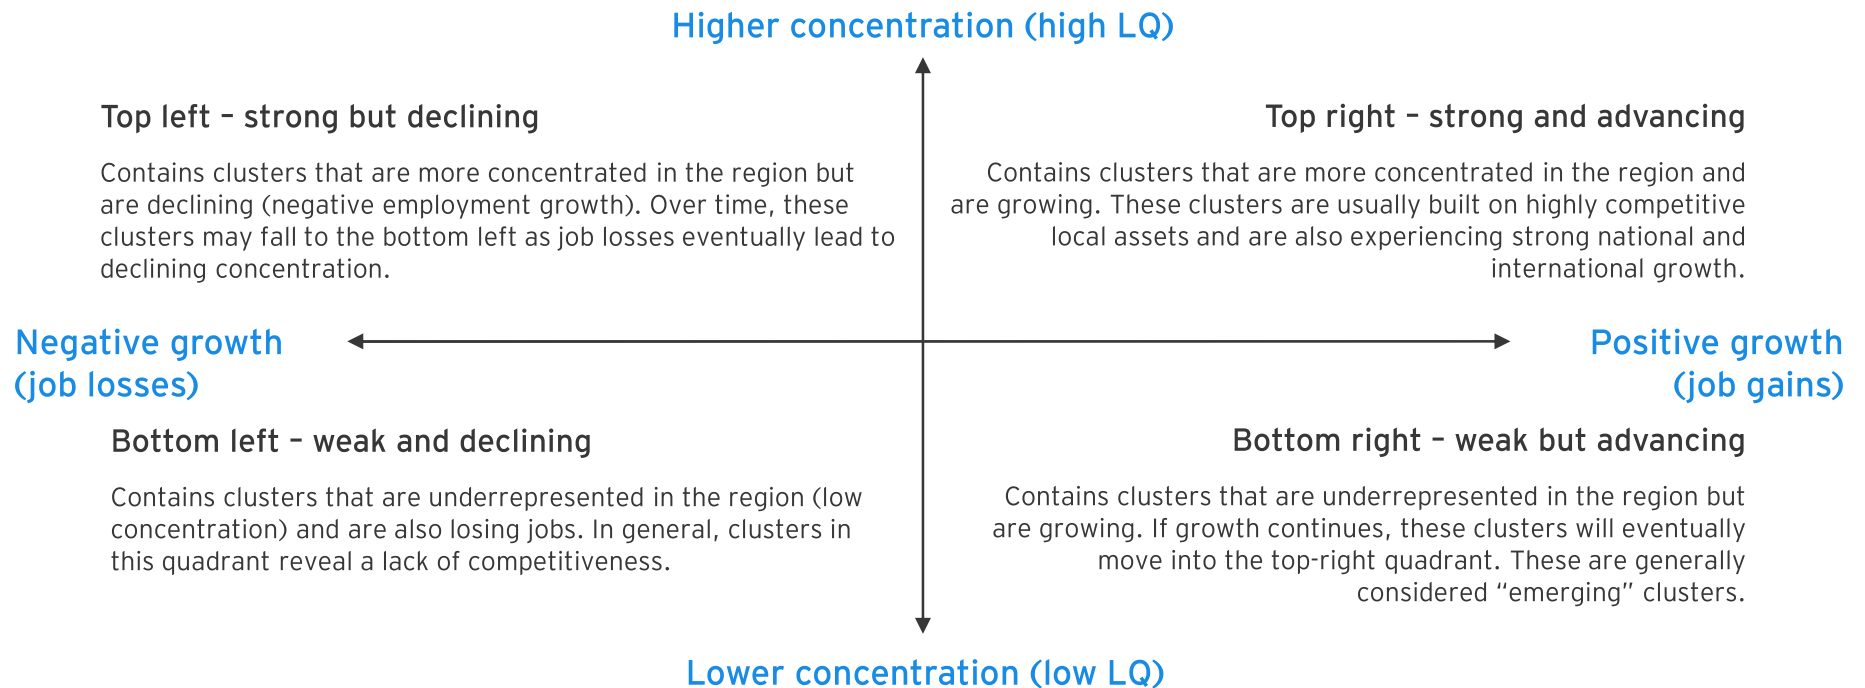 Higher concentration (high LQ)
Top left – strong but declining
Contains clusters that are more concentrated in the region but
are declining (negative employment growth). Over time, these
clusters may fall to the bottom left as job losses eventually lead to
declining concentration.
Top right – strong and advancing
Contains clusters that are more concentrated in the region and
are growing. These clusters are usually built on highly competitive
local assets and are also experiencing strong national and
international growth.
Negative growth
(job losses)
Positive growth
(job gains)
Bottom left – weak and declining
Contains clusters that are underrepresented in the region (low
concentration) and are also losing jobs. In general, clusters in
this quadrant reveal a lack of competitiveness.
Bottom right – weak but advancing
Contains clusters that are underrepresented in the region but
are growing. If growth continues, these clusters will eventually
move into the top-right quadrant. These are generally
considered “emerging” clusters.
Lower concentration (low LQ)